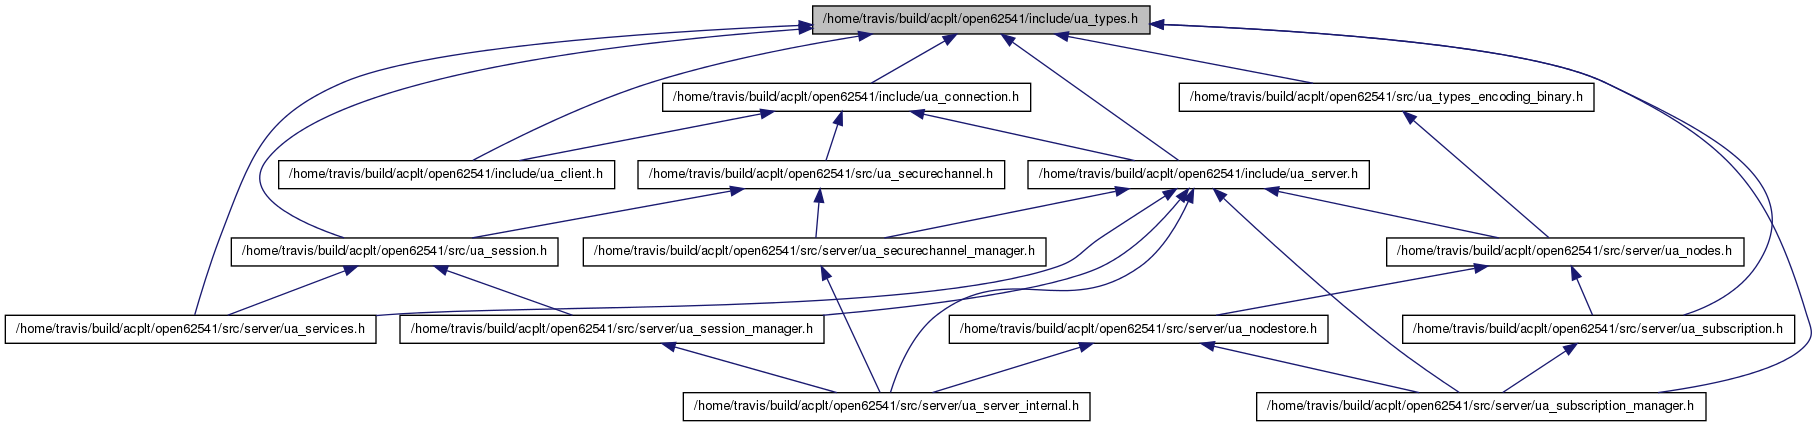 /home/travis/build/acplt/open62541/include/ua_types.h
/home/travis/build/acplt/open62541/include/ua_connection.h
/home/travis/build/acplt/open62541/src/ua_types_encoding_binary.h
/home/travis/build/acplt/open62541/include/ua_client.h
/home/travis/build/acplt/open62541/src/ua_securechannel.h
/home/travis/build/acplt/open62541/include/ua_server.h
/home/travis/build/acplt/open62541/src/ua_session.h
/home/travis/build/acplt/open62541/src/server/ua_securechannel_manager.h
/home/travis/build/acplt/open62541/src/server/ua_nodes.h
/home/travis/build/acplt/open62541/src/server/ua_services.h
/home/travis/build/acplt/open62541/src/server/ua_session_manager.h
/home/travis/build/acplt/open62541/src/server/ua_nodestore.h
/home/travis/build/acplt/open62541/src/server/ua_subscription.h
/home/travis/build/acplt/open62541/src/server/ua_server_internal.h
/home/travis/build/acplt/open62541/src/server/ua_subscription_manager.h